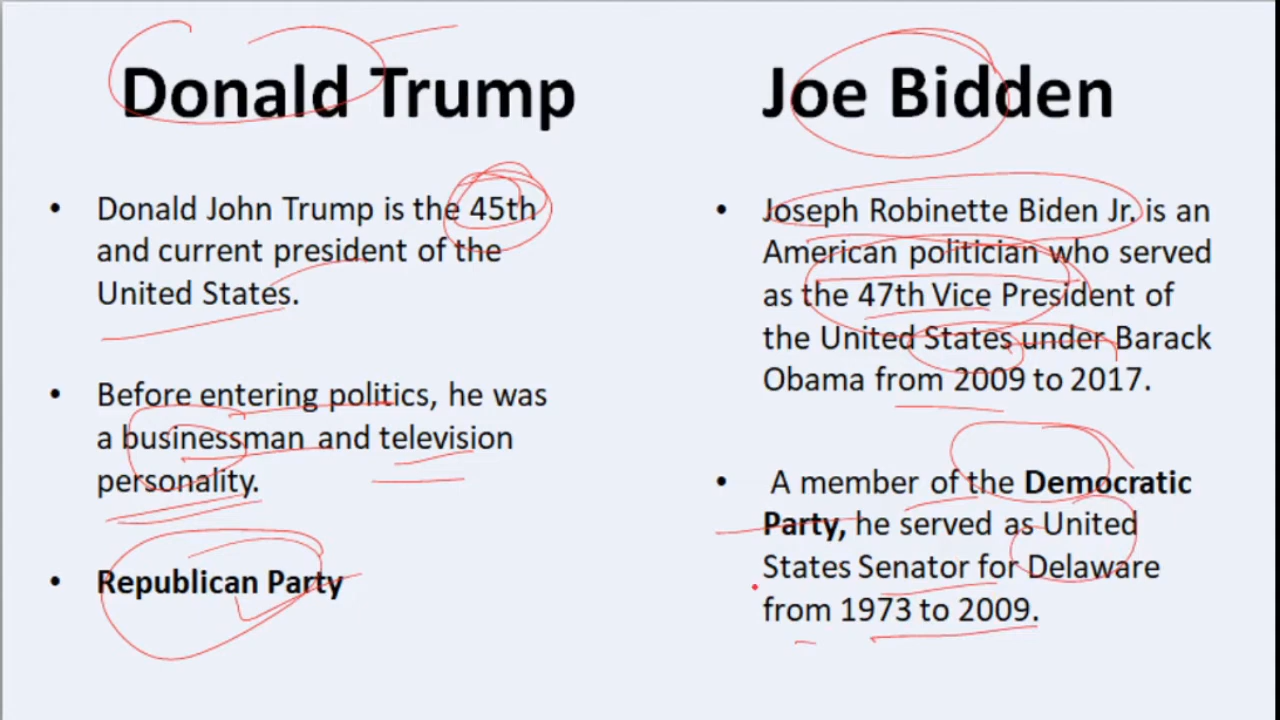 Donald Trump
Donald John Trump is the 45th
and current president of the
United States.
Before entering politics, he was
a businessman and television
personality.
Republican Party
Joe Bidden
Joseph Robinette Biden Jr. is an
American politician who served
as the 47th Vice President of
the United States under Barack
Obama from 2009 to 2017.
A member of the Democratic
Party, he served as United
States Senator for Delaware
from 1973 to 2009.